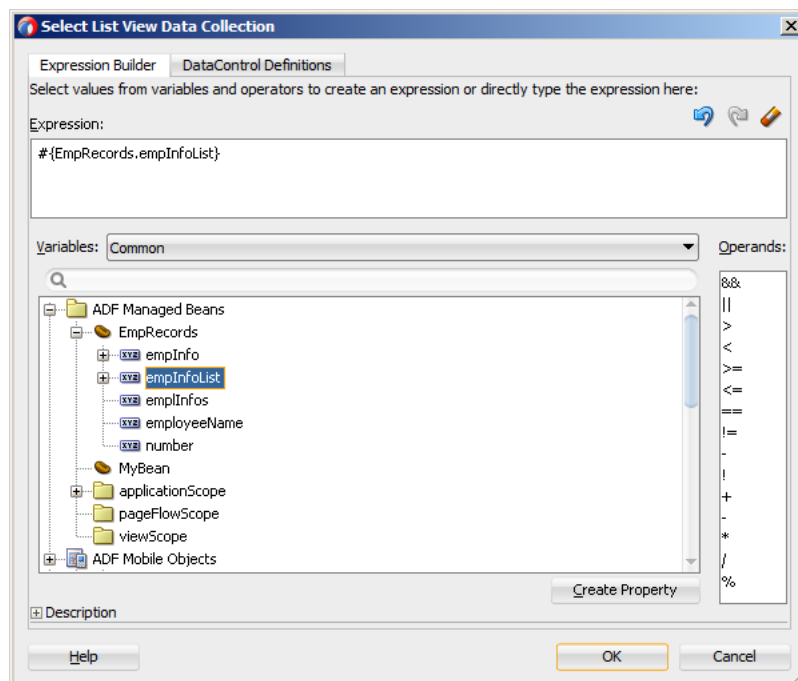 Select List View Data Collection
Expression Builder
DataControl Definitions
Select values from variables and operators to create an expression or directly type the expression here:
Expression:
#{EmpRecords.empInfoList}
Variables: Common
Operands:
ADF Managed Beans
EmpRecords
empInfo
empInfoList
emplInfos
employeeName
number
MyBean
applicationScope
pageFlowScope
viewScope
ADF Mobile Objects
&&
||
>
<
>=
<=
==
!=
-
!
+
-
*
/
%
Create Property
Description
Help
OK
Cancel